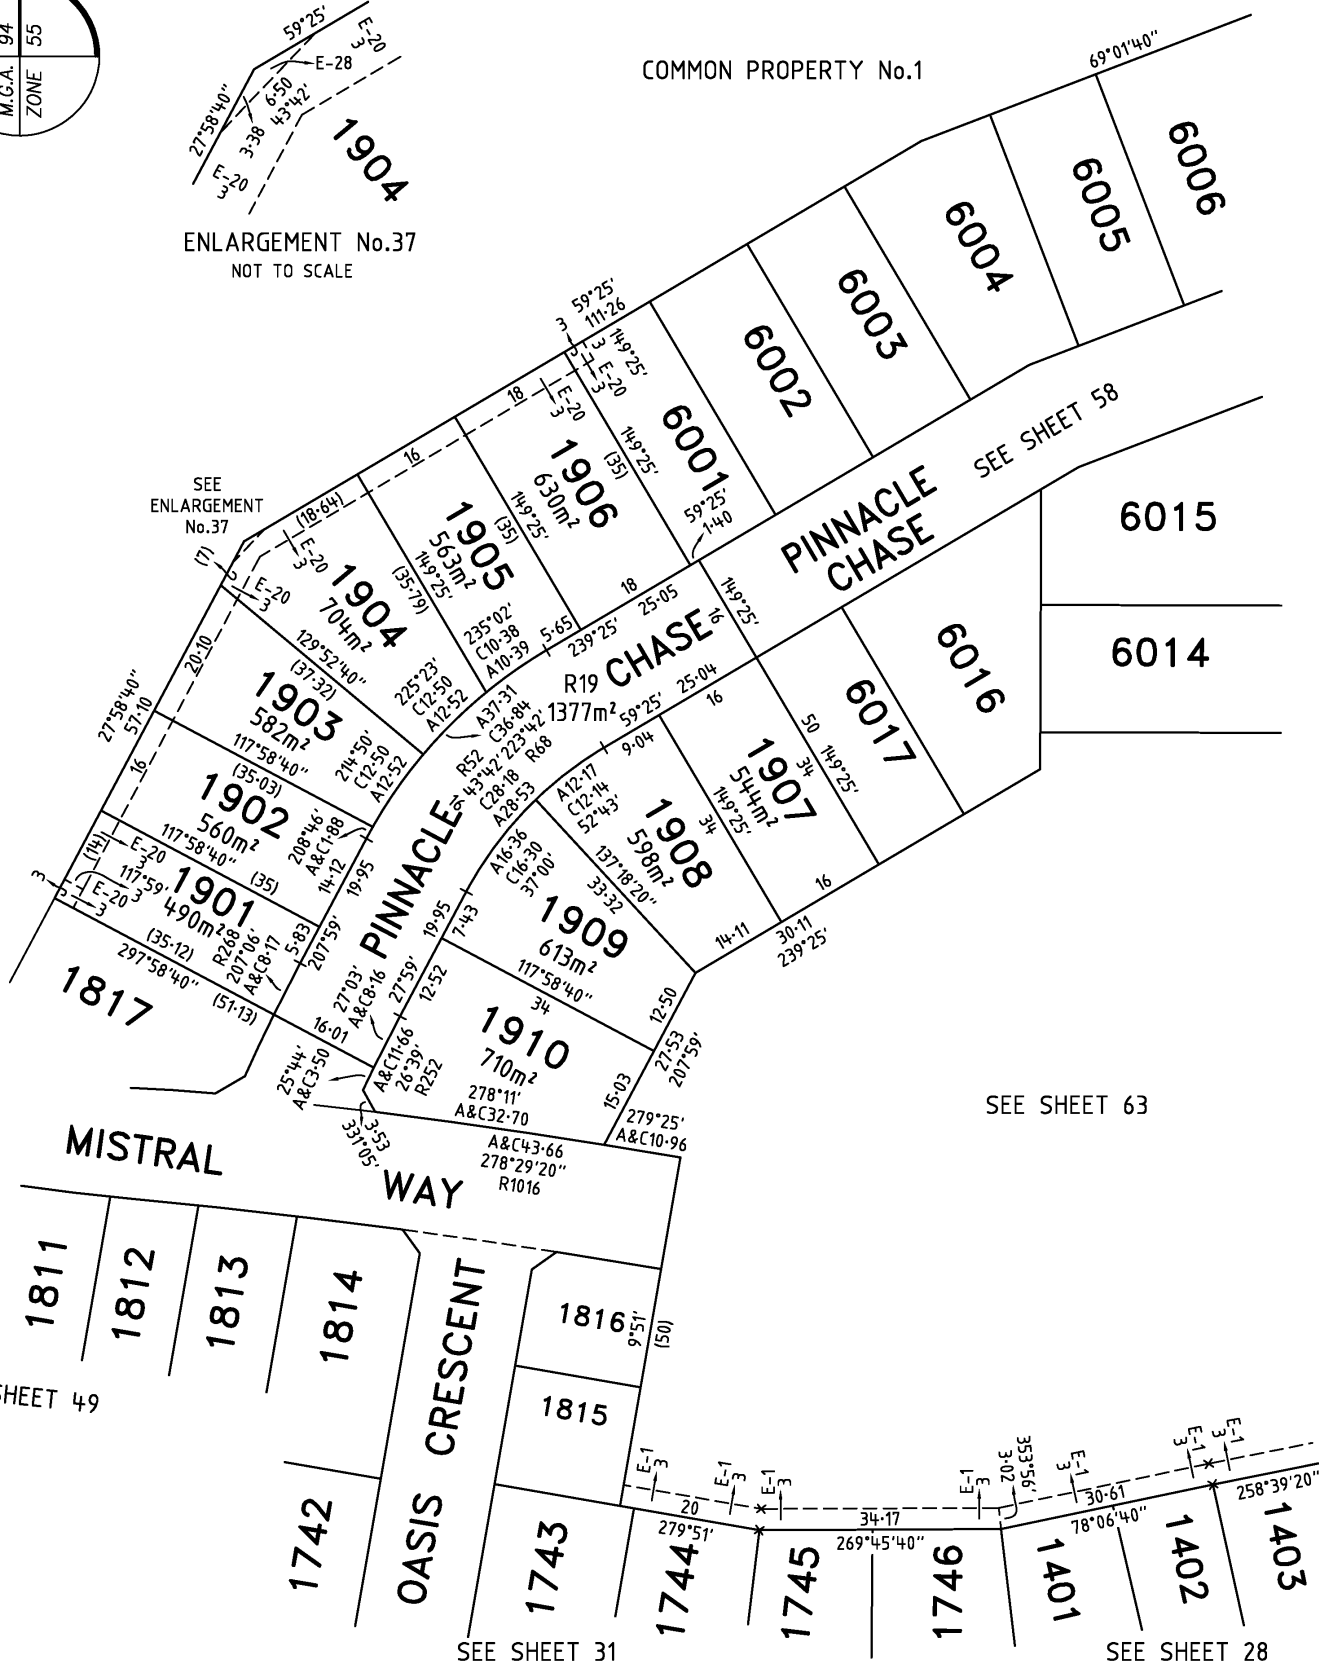 M.G.A. 94
ZONE 55
59°25'
E-20
3
E-28
27°58'40"
6·50
43°42'
3·38
E-20
3
1904
ENLARGEMENT No.37
NOT TO SCALE
COMMON PROPERTY No.1
69°01'40"
6006
6005
6004
6003
6002
6001
59°25'
111·26
3
3
149°25'
E-20
3
18
E-20
3
149°25'
(35)
1906
630m²
59°25'
1·40
SEE SHEET 58
PINNACLE
CHASE
6015
6014
6016
6017
16
SEE
ENLARGEMENT
No.37
(18·64)
(7)
E-20
3
E-20
3
1905
563m²
(35)
149°25'
149°25'
(35·79)
1904
704m²
235°02'
C10·38
A10·39
5·65
18
239°25'
25·05
149°25'
16
CHASE
R19
1377m²
20·10
129°52'40"
(37·32)
225°23'
C12·50
A12·52
1903
582m²
27°58'40"
57·10
117°58'40"
(35·03)
214°50'
C12·50
A12·52
A37·31
C36·84
223°42'
R68
R52
43°42'
C28·18
A28·53
16
59°25'
25·04
16
9·04
50
149°25'
34
1907
544m²
149°25'
34
1908
598m²
A12·17
C12·14
52°43'
137°18'20"
33·32
16
1902
560m²
117°58'40"
(35)
208°46'
A&C1·88
14·12
19·95
PINNACLE
A16·36
C16·30
37°00'
1909
613m²
117°58'40"
34
14·11
30·11
239°25'
(14)
E-20
3
3
E-20
3
3
117°59'
1901
490m²
(35·12)
297°58'40"
(51·13)
R268
207°06'
A&C8·17
5·83
207°59'
19·95
7·43
27°59'
12·52
27°03'
A&C8·16
1817
16·01
25°44'
A&C3·50
A&C11·66
26°39'
R252
1910
710m²
278°11'
A&C32·70
12·50
27·53
207°59'
15·03
279°25'
A&C10·96
3·53
331°05'
A&C43·66
278°29'20"
R1016
SEE SHEET 63
MISTRAL
WAY
1811
1812
1813
1814
OASIS CRESCENT
1816
9°51'
(50)
1815
SHEET 49
1742
1743
1744
1745
1746
1401
1402
1403
E-1
3
E-1
3
E-1
3
E-1
3
353°56'
3·02
E-1
3
E-1
3
E-1
3
20
279°51'
34·17
269°45'40"
30·61
78°06'40"
258°39'20"
SEE SHEET 31
SEE SHEET 28